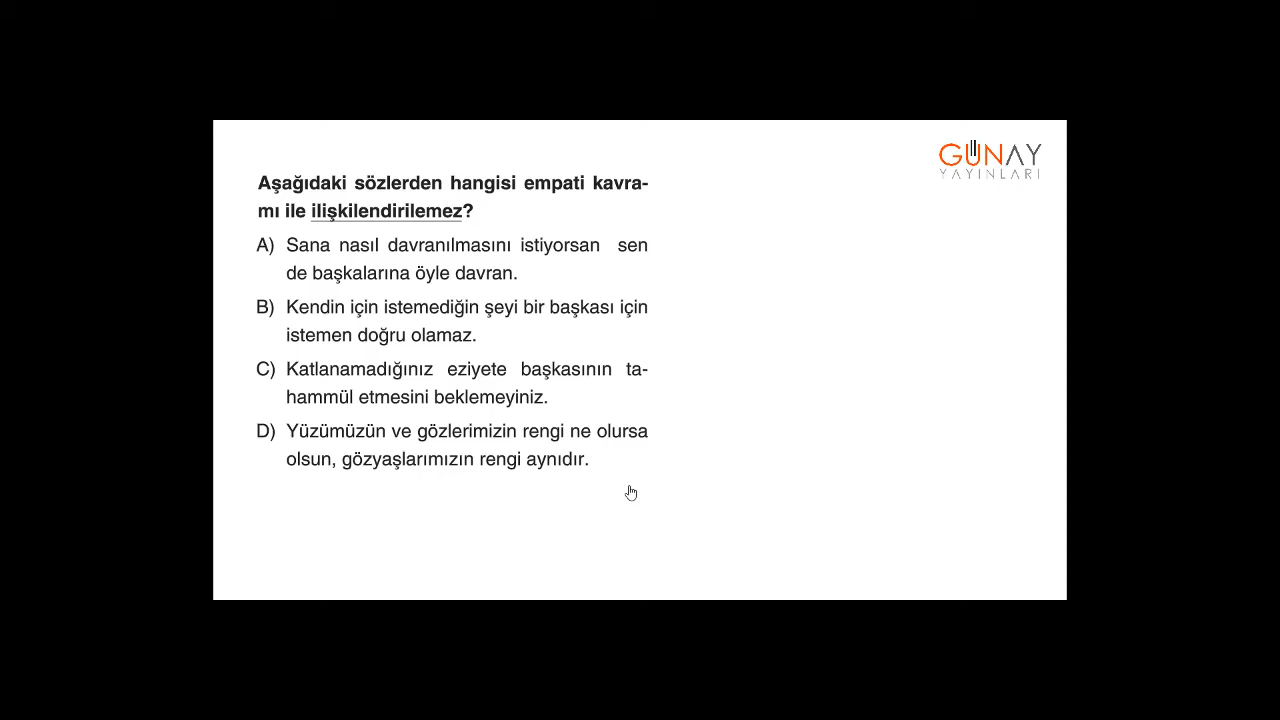 GÜNAY
YAYINLARI
Aşağıdaki sözlerden hangisi empati kavra-
mı ile ilişkilendirilemez?
A) Sana nasıl davranılmasını istiyorsan sen
de başkalarına öyle davran.
B) Kendin için istemediğin şeyi bir başkası için
istemen doğru olamaz.
C) Katlanamadığınız eziyete başkasının ta-
hammül etmesini beklemeyiniz.
D) Yüzümüzün ve gözlerimizin rengi ne olursa
olsun, gözyaşlarımızın rengi aynıdır.